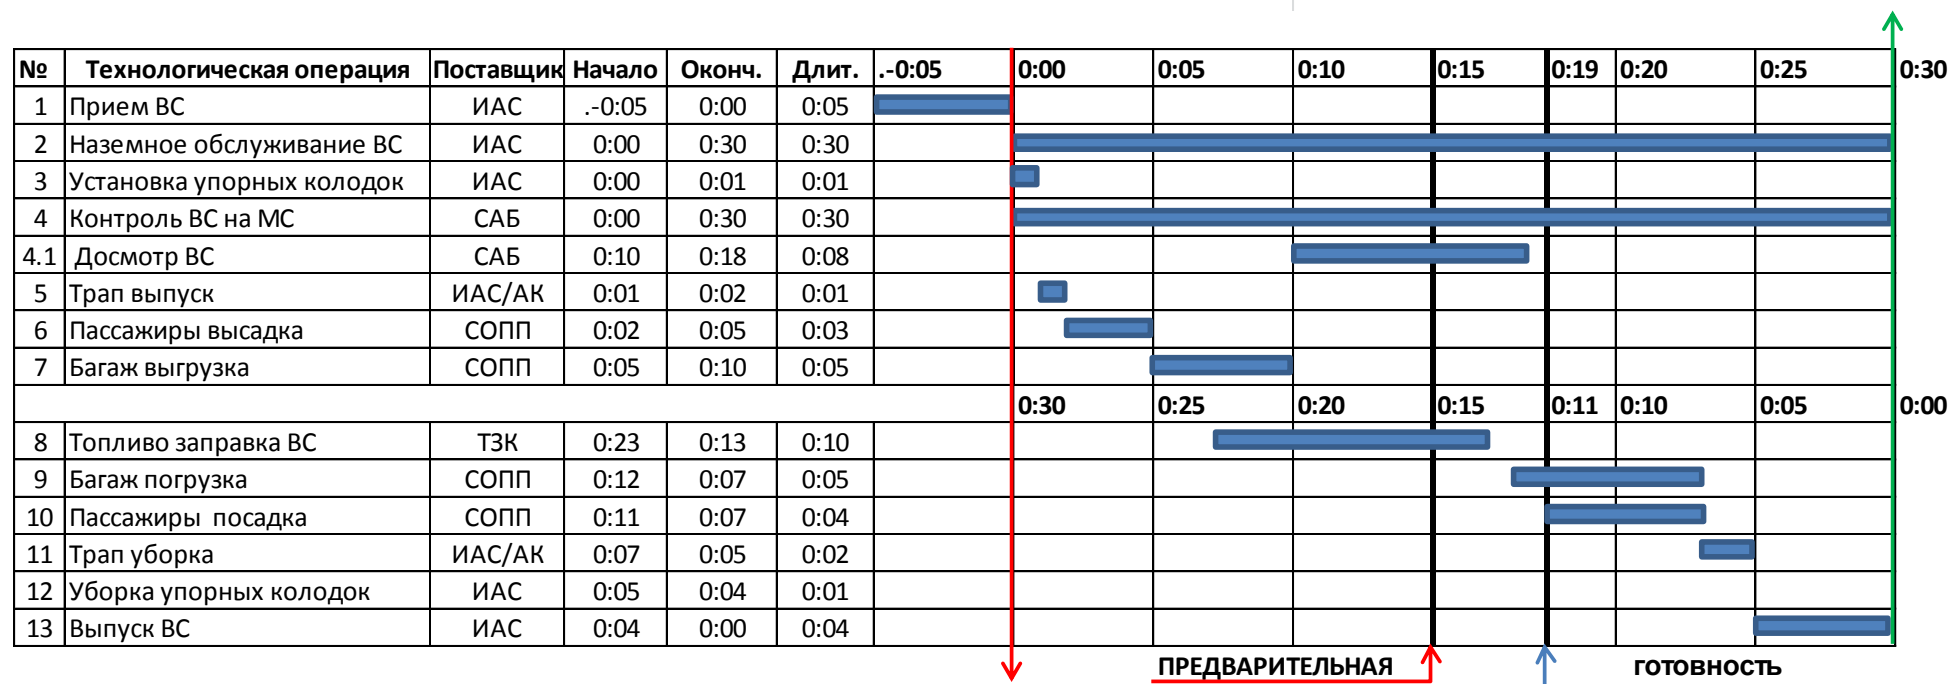 № Технологическая операция Поставщик Начало Оконч. Длит. .-0:05 0:00 0:05 0:10 0:15 0:19 0:20 0:25 0:30
1 Прием ВС ИАС .-0:05 0:00 0:05
2 Наземное обслуживание ВС ИАС 0:00 0:30 0:30
3 Установка упорных колодок ИАС 0:00 0:01 0:01
4 Контроль ВС на МС САБ 0:00 0:30 0:30
4.1 Досмотр ВС САБ 0:10 0:18 0:08
5 Трап выпуск ИАС/АК 0:01 0:02 0:01
6 Пассажиры высадка СОПП 0:02 0:05 0:03
7 Багаж выгрузка СОПП 0:05 0:10 0:05
0:30 0:25 0:20 0:15 0:11 0:10 0:05 0:00
8 Топливо заправка ВС ТЗК 0:23 0:13 0:10
9 Багаж погрузка СОПП 0:12 0:07 0:05
10 Пассажиры посадка СОПП 0:11 0:07 0:04
11 Трап уборка ИАС/АК 0:07 0:05 0:02
12 Уборка упорных колодок ИАС 0:05 0:04 0:01
13 Выпуск ВС ИАС 0:04 0:00 0:04
ПРЕДВАРИТЕЛЬНАЯ готовность